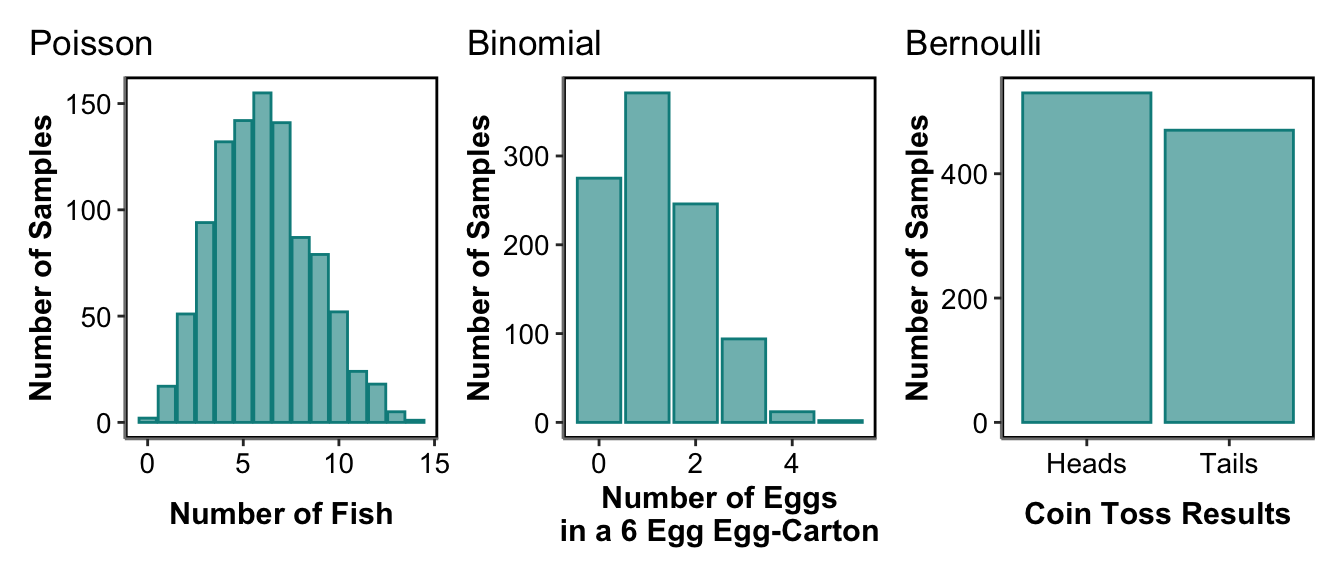 Poisson
Number of Samples
150
100
50
0
0 5 10 15
Number of Fish
Binomial
Number of Samples
300
200
100
0
0 2 4
Number of Eggs
in a 6 Egg Egg-Carton
Bernoulli
Number of Samples
400
200
0
Heads Tails
Coin Toss Results